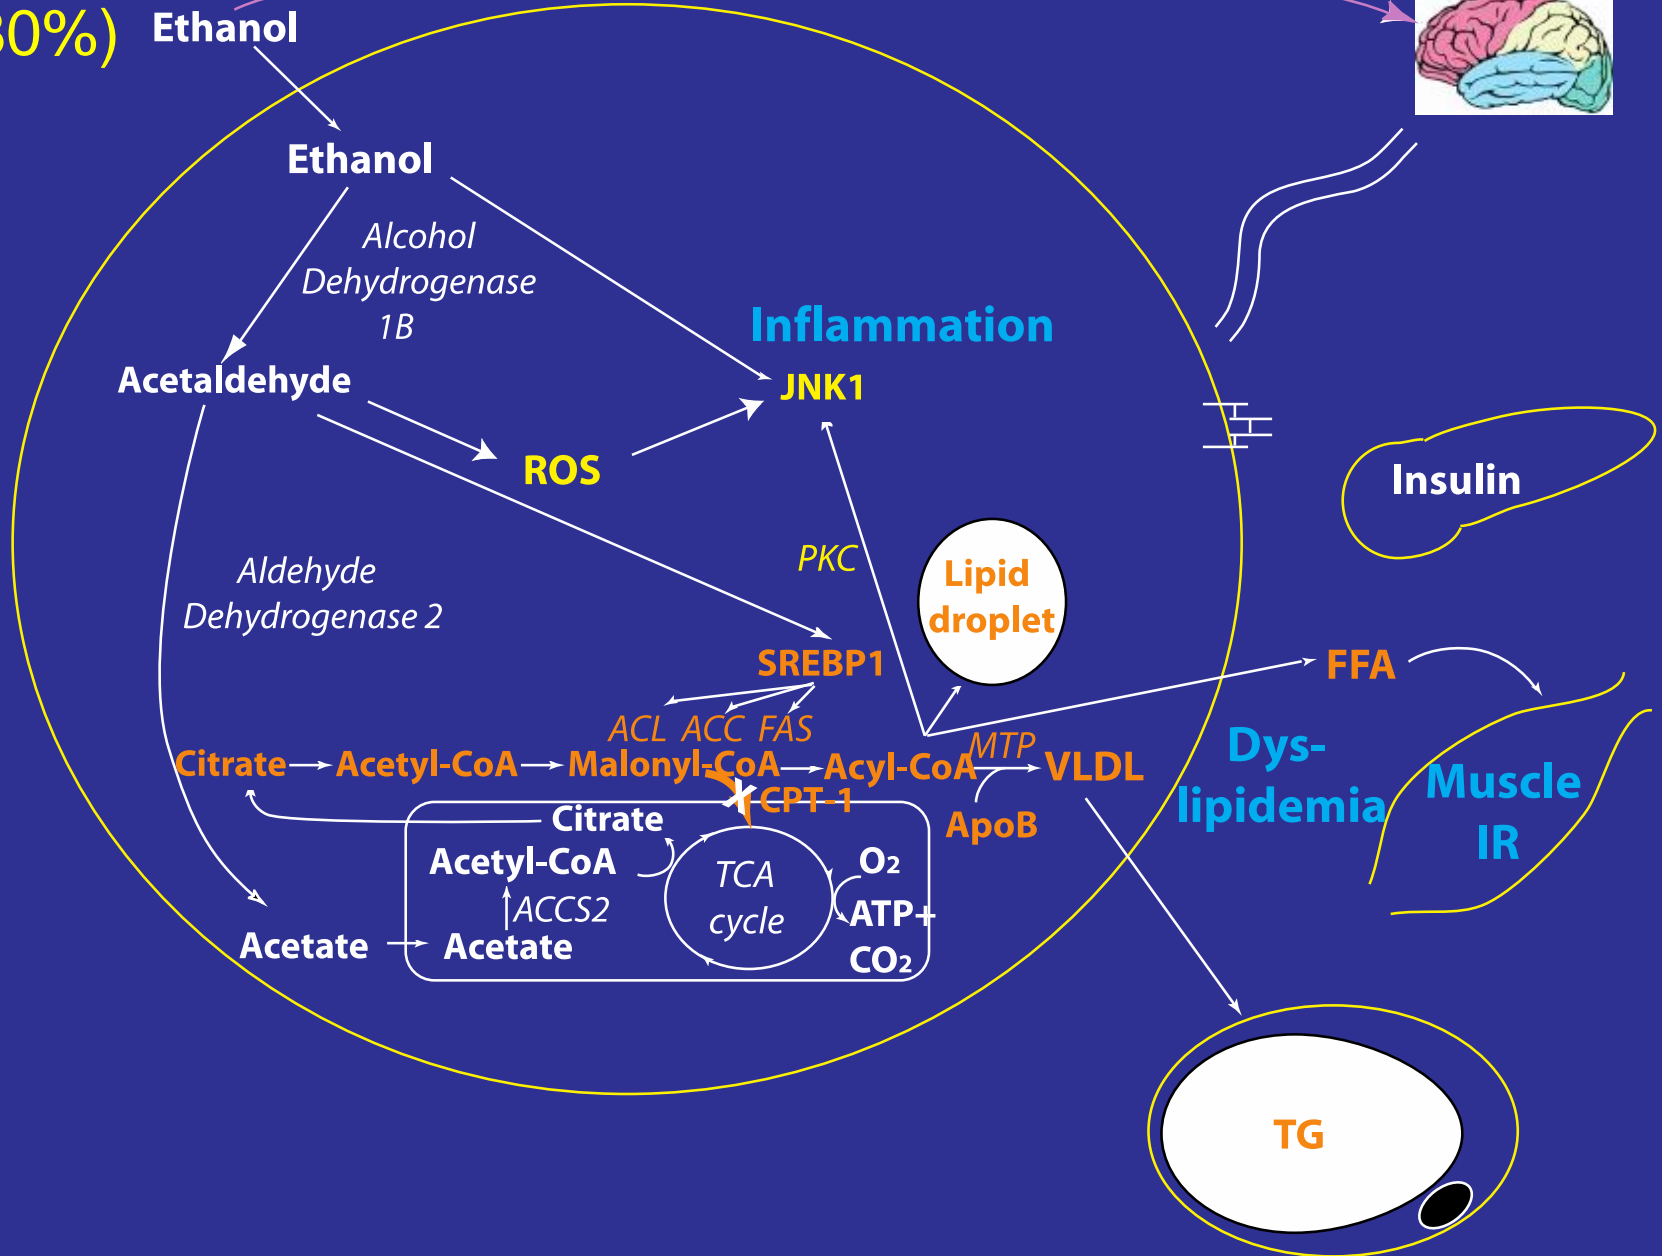 80%)
Ethanol
Ethanol
Alcohol
Dehydrogenase
1B
Inflammation
Acetaldehyde
JNK1
ROS
Insulin
PKC
Aldehyde
Dehydrogenase 2
Lipid
droplet
SREBP1
FFA
ACL ACC FAS
MTP
Citrate
Acetyl-CoA
Malonyl-CoA
Acyl-CoA
VLDL
Dys-
lipidemia
Muscle
IR
X
CPT-1
ApoB
Citrate
Acetyl-CoA
TCA
cycle
O2
ACCS2
ATP+
CO2
Acetate
Acetate
TG